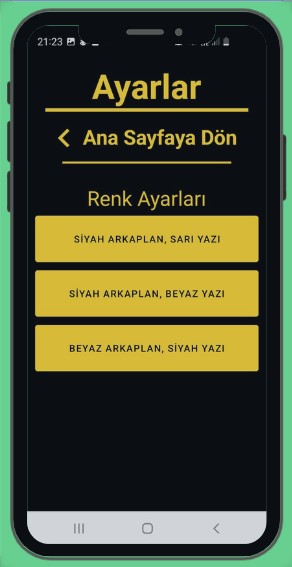 21:23
Ayarlar
Ana Sayfaya Dön
Renk Ayarları
SİYAH ARKAPLAN, SARI YAZI
SİYAH ARKAPLAN, BEYAZ YAZI
BEYAZ ARKAPLAN, SİYAH YAZI